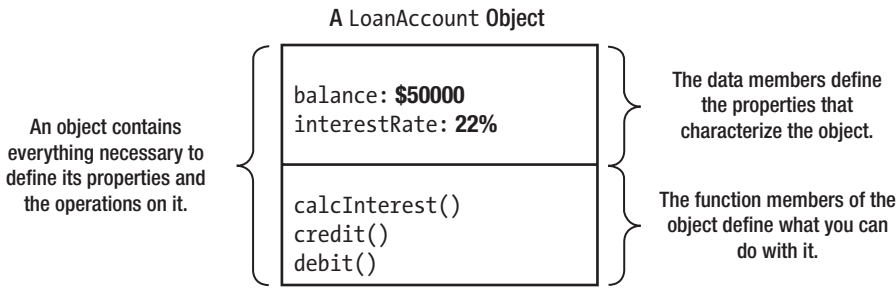 A LoanAccount Object
An object contains
everything necessary to
define its properties and
the operations on it.
balance: $50000
interestRate: 22%
calcInterest()
credit()
debit()
The data members define
the properties that
characterize the object.
The function members of the
object define what you can
do with it.